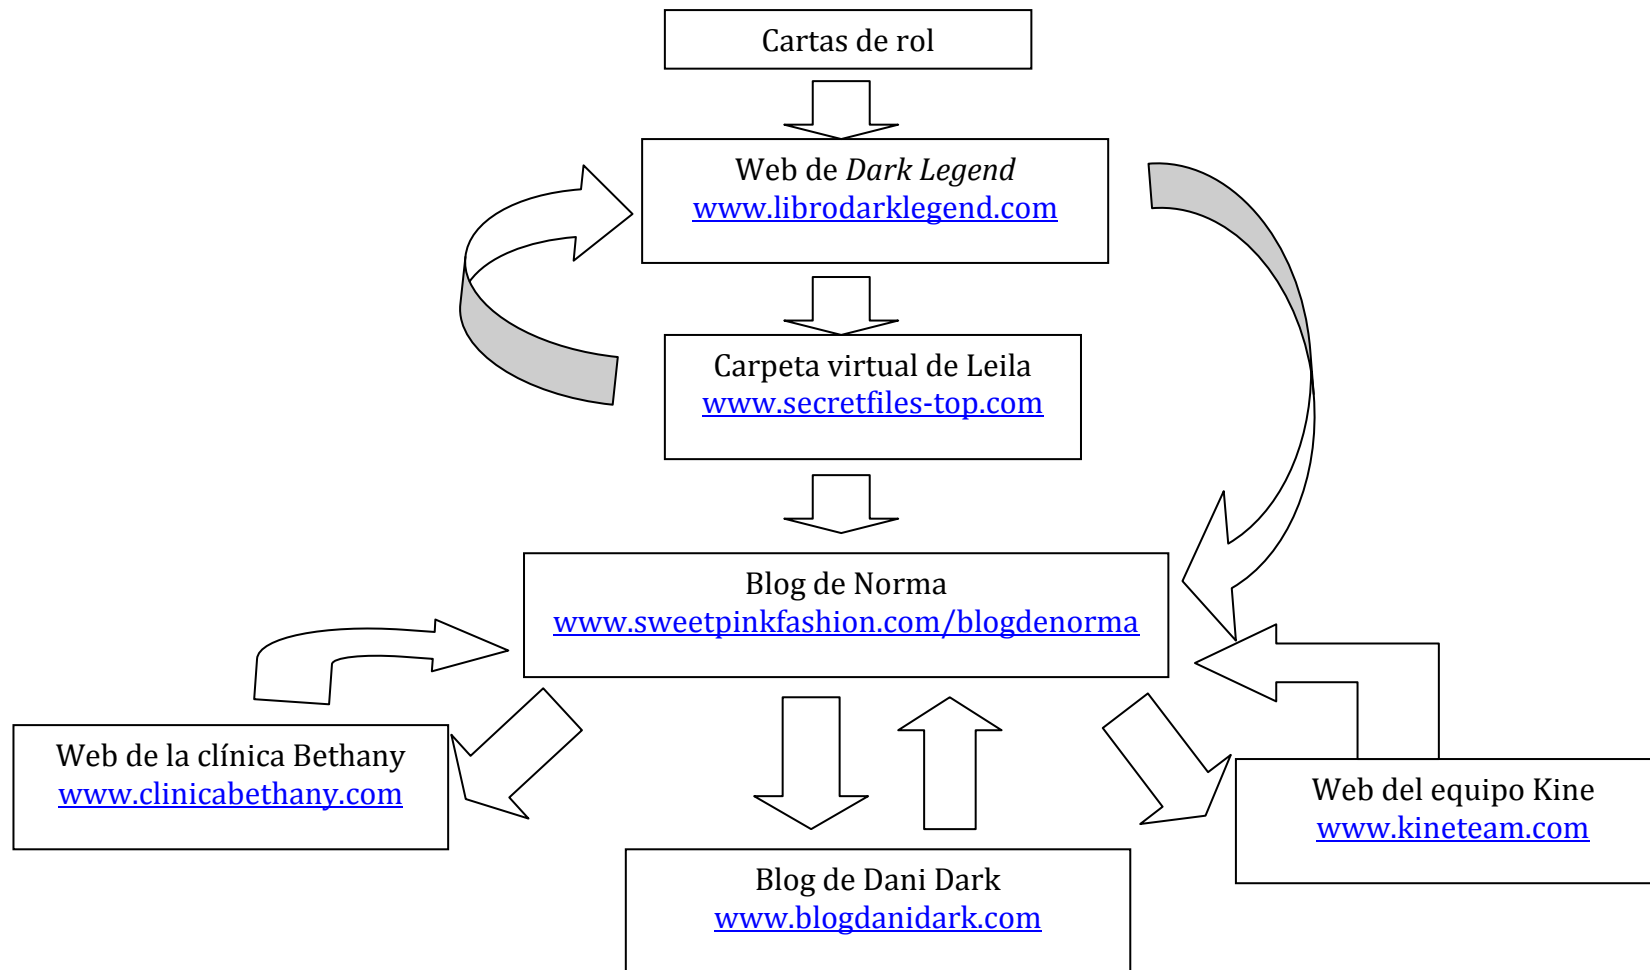 Cartas de rol
Web de Dark Legend
www.librodarklegend.com
Carpeta virtual de Leila
www.secretfiles-top.com
Blog de Norma
www.sweetpinkfashion.com/blogdenorma
Web de la clínica Bethany
www.clinicabethany.com
Web del equipo Kine
www.kineteam.com
Blog de Dani Dark
www.blogdanidark.com